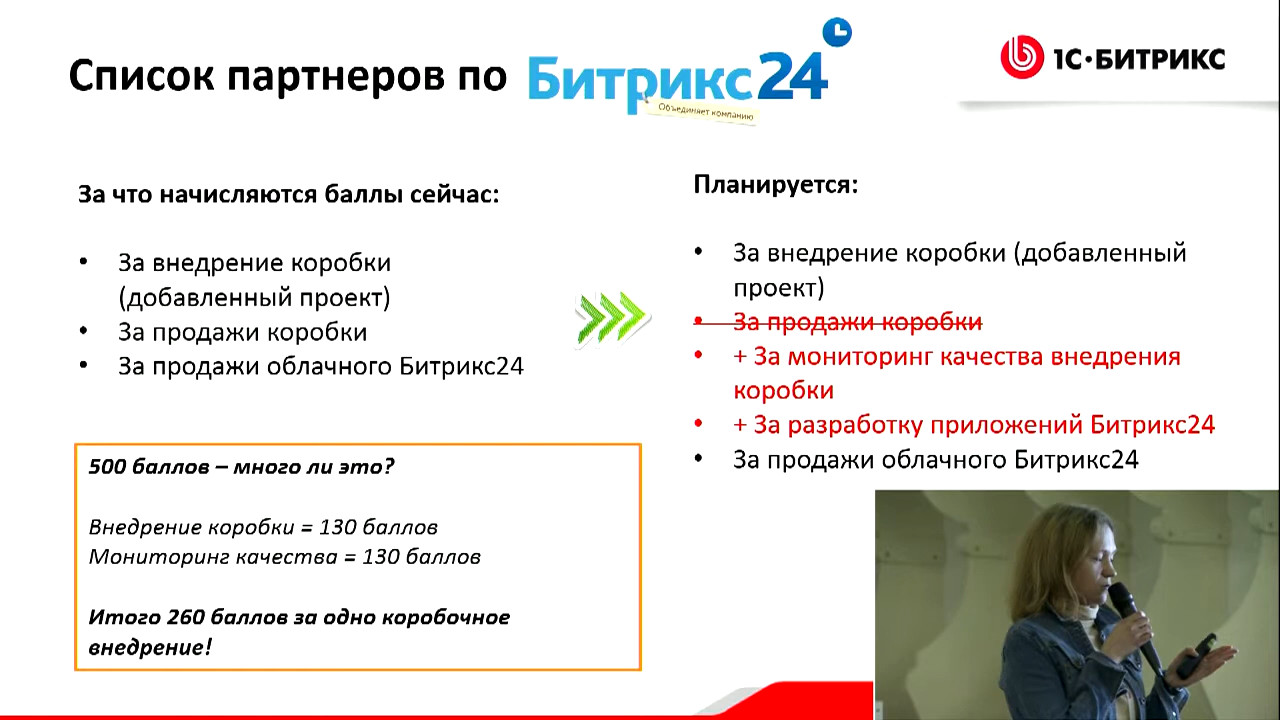 Список партнеров по Битрикс24
Объединяет компанию
1С·БИТРИКС
За что начисляются баллы сейчас:
• За внедрение коробки
(добавленный проект)
• За продажи коробки
• За продажи облачного Битрикс24
Планируется:
• За внедрение коробки (добавленный
проект)
• За продажи коробки
• + За мониторинг качества внедрения
коробки
• + За разработку приложений Битрикс24
• За продажи облачного Битрикс24
500 баллов – много ли это?
Внедрение коробки = 130 баллов
Мониторинг качества = 130 баллов
Итого 260 баллов за одно коробочное
внедрение!